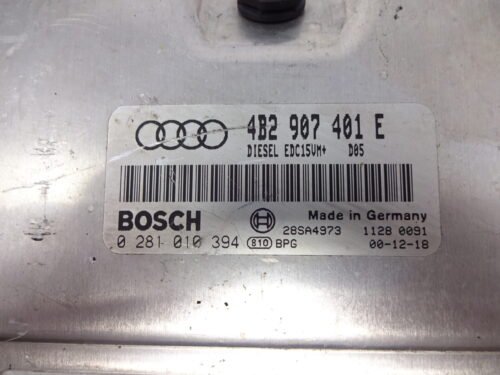 4B2 907 401 E
DIESEL EDC15VM+ D05
BOSCH Made in Germany
28SA4973 1128 0091
0 281 010 394 810 BPG 00-12-18